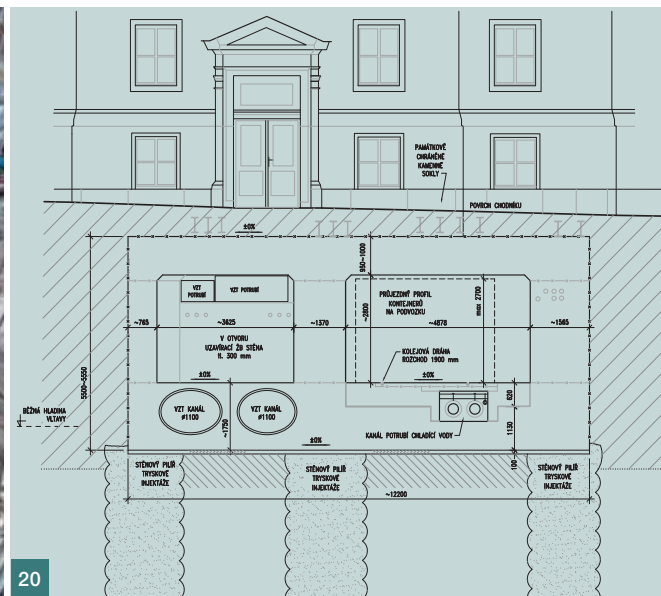 PAMÁTKOVĚ
CHRÁNĚNÉ
KAMENNÉ
SOKLY
POVRCH CHODNÍKU
±0%
950–1000
VZT
POTRUBÍ
VZT POTRUBÍ
PRŮJEZDNÝ PROFIL
KONTEJNERŮ
NA PODVOZKU
~2800
max 2700
5500–5550
~765
~3625
~1370
~4878
~1565
V OTVORU
UZAVÍRACÍ ŽB STĚNA
tl. 300 mm
KOLEJOVÁ DRÁHA
ROZCHOD 1900 mm
±0%
±0%
BĚŽNÁ HLADINA
VLTAVY
VZT KANÁL
ø1100
VZT KANÁL
ø1100
~1750
620
1130
KANÁL POTRUBÍ CHLADÍCÍ VODY
±0%
100
STĚNOVÝ PILÍŘ
TRYSKOVÉ
INJEKTÁŽE
STĚNOVÝ PILÍŘ
TRYSKOVÉ
INJEKTÁŽE
STĚNOVÝ PILÍŘ
TRYSKOVÉ
INJEKTÁŽE
~12200
20